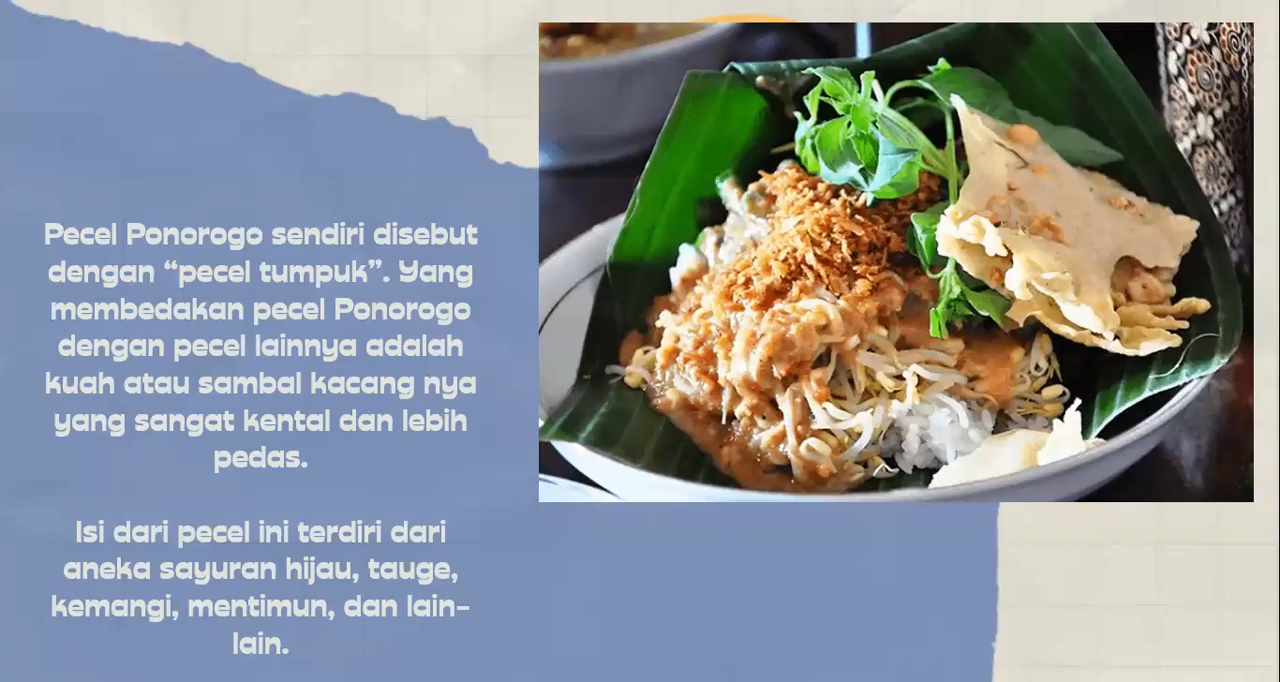 Pecel Ponorogo sendiri disebut
dengan “pecel tumpuk”. Yang
membedakan pecel Ponorogo
dengan pecel lainnya adalah
kuah atau sambal kacang nya
yang sangat kental dan lebih
pedas.
Isi dari pecel ini terdiri dari
aneka sayuran hijau, tauge,
kemangi, mentimun, dan lain-
lain.